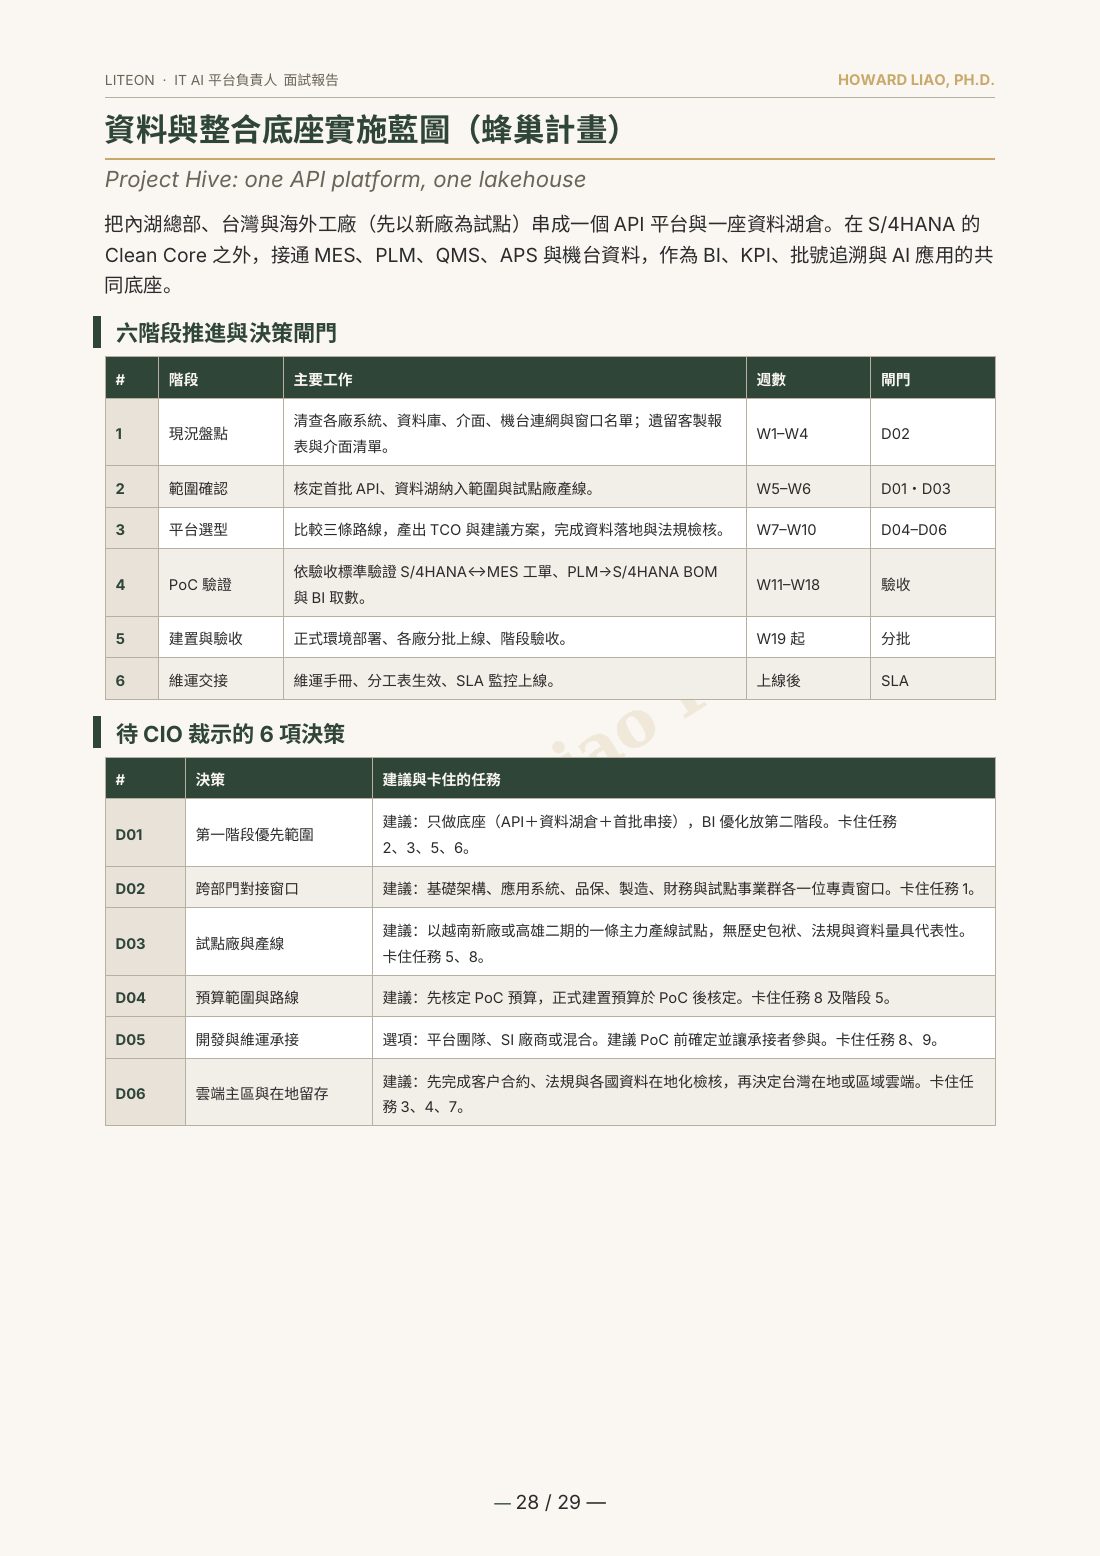 LITEON · IT AI 平台負責人 面試報告
HOWARD LIAO, PH.D.
資料與整合底座實施藍圖（蜂巢計畫）
Project Hive: one API platform, one lakehouse
把內湖總部、台灣與海外工廠（先以新廠為試點）串成一個 API 平台與一座資料湖倉。在 S/4HANA 的
Clean Core 之外，接通 MES、PLM、QMS、APS 與機台資料，作為 BI、KPI、批號追溯與 AI 應用的共
同底座。
六階段推進與決策閘門
# 階段 主要工作 週數 閘門
1 現況盤點 清查各廠系統、資料庫、介面、機台連網與窗口名單；遺留客製報
表與介面清單。 W1–W4 D02
2 範圍確認 核定首批 API、資料湖納入範圍與試點廠產線。 W5–W6 D01・D03
3 平台選型 比較三條路線，產出 TCO 與建議方案，完成資料落地與法規檢核。 W7–W10 D04–D06
4 PoC 驗證 依驗收標準驗證 S/4HANA↔MES 工單、PLM→S/4HANA BOM
與 BI 取數。 W11–W18 驗收
5 建置與驗收 正式環境部署、各廠分批上線、階段驗收。 W19 起 分批
6 維運交接 維運手冊、分工表生效、SLA 監控上線。 上線後 SLA
iao
待 CIO 裁示的 6 項決策
# 決策 建議與卡住的任務
D01 第一階段優先範圍 建議：只做底座（API＋資料湖倉＋首批串接），BI 優化放第二階段。卡住任務
2、3、5、6。
D02 跨部門對接窗口 建議：基礎架構、應用系統、品保、製造、財務與試點事業群各一位專責窗口。卡住任務 1。
D03 試點廠與產線 建議：以越南新廠或高雄二期的一條主力產線試點，無歷史包袱、法規與資料量具代表性。
卡住任務 5、8。
D04 預算範圍與路線 建議：先核定 PoC 預算，正式建置預算於 PoC 後核定。卡住任務 8 及階段 5。
D05 開發與維運承接 選項：平台團隊、SI 廠商或混合。建議 PoC 前確定並讓承接者參與。卡住任務 8、9。
D06 雲端主區與在地留存 建議：先完成客户合約、法規與各國資料在地化檢核，再決定台灣在地或區域雲端。卡住任
務 3、4、7。
— 28 / 29 —